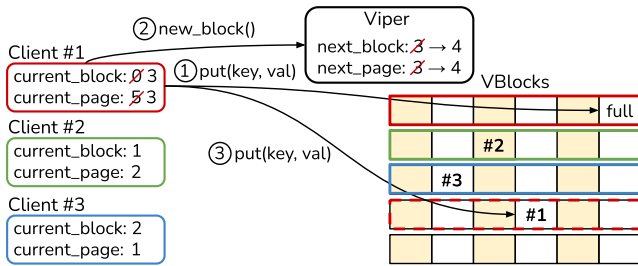 ② new_block()
Viper
next_block: 3 → 4
next_page: 3 → 4
Client #1
current_block: 0 3
current_page: 5 3
① put(key, val)
VBlocks
full
Client #2
current_block: 1
current_page: 2
#2
③ put(key, val)
#3
Client #3
current_block: 2
current_page: 1
#1